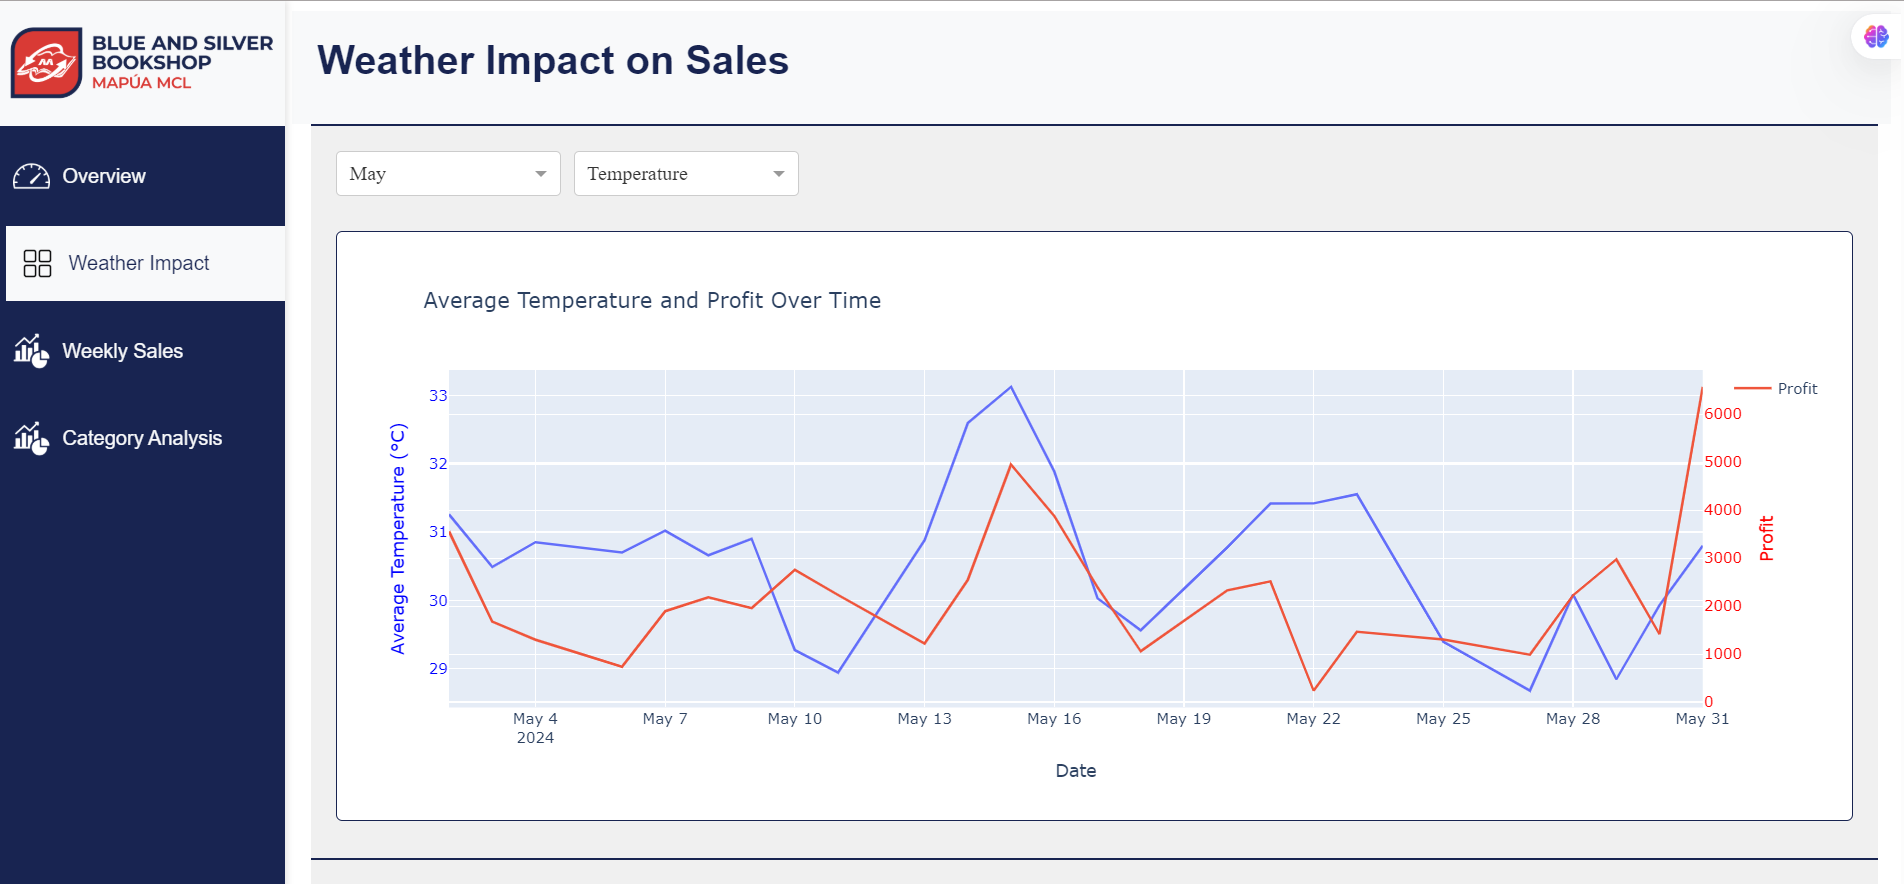 BLUE AND SILVER
BOOKSHOP
MAPÚA MCL
Overview
Weather Impact
Weekly Sales
Category Analysis
Weather Impact on Sales
May
Temperature
Average Temperature and Profit Over Time
Average Temperature (°C)
33
32
31
30
29
Profit
6000
5000
4000
3000
2000
1000
0
Profit
May 4
2024
May 7
May 10
May 13
May 16
May 19
May 22
May 25
May 28
May 31
Date